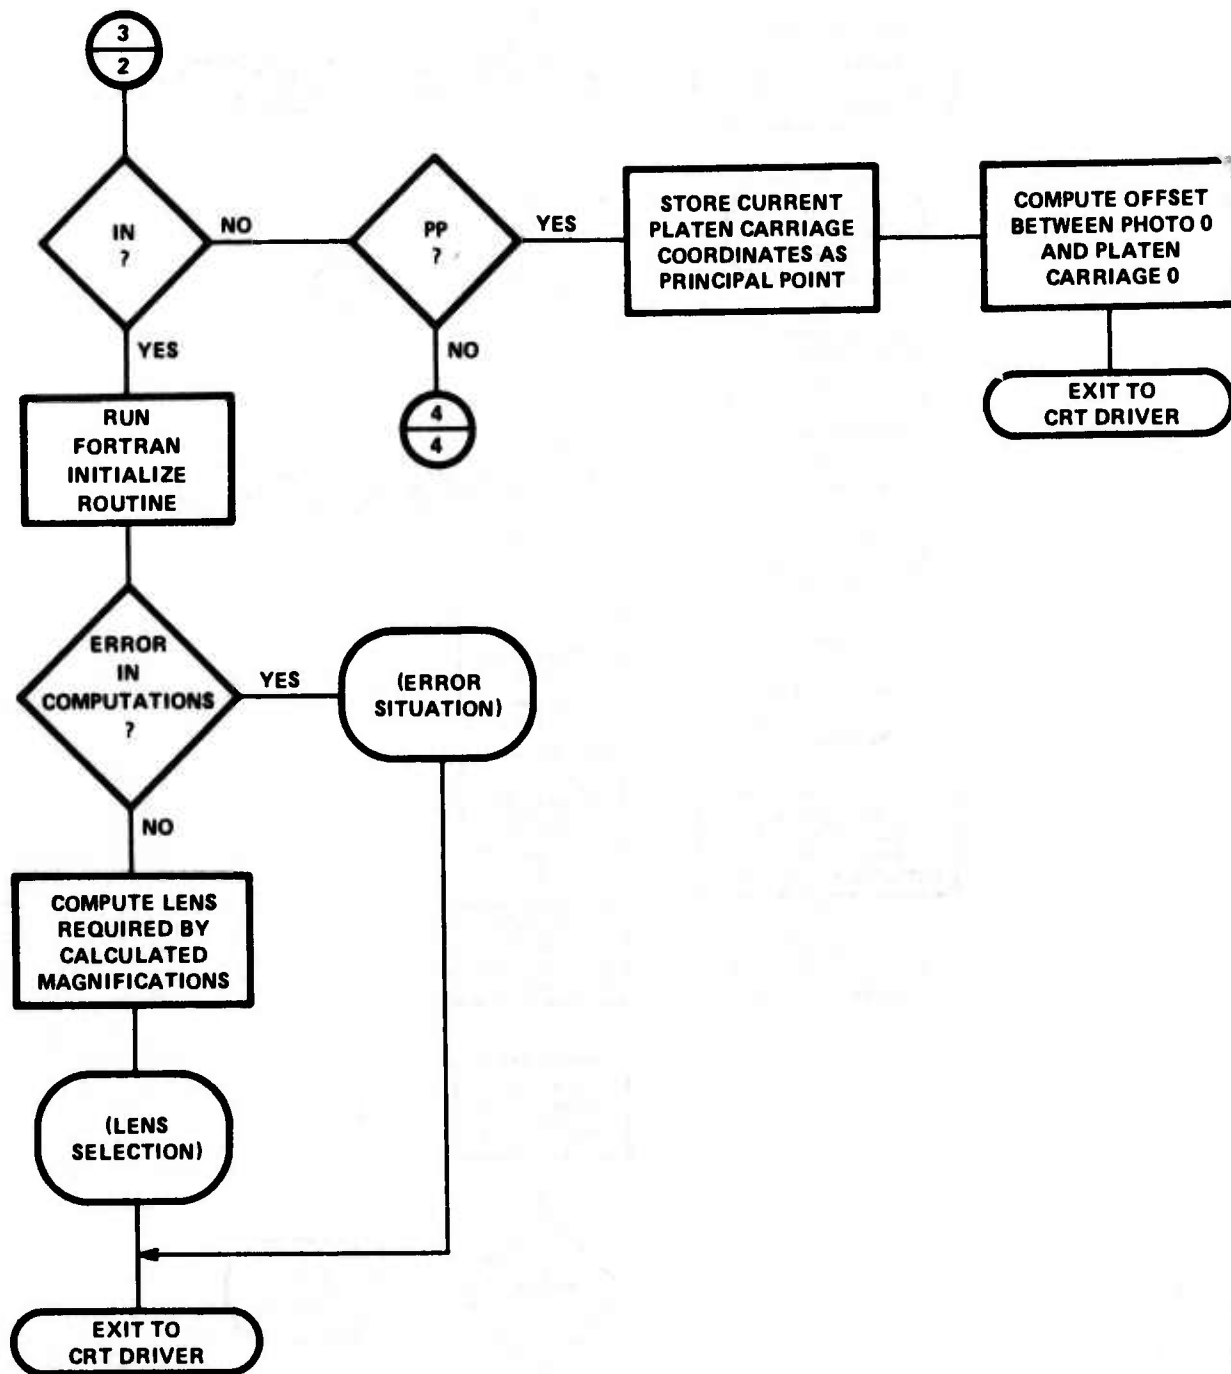 3
2
IN
?
NO
YES
PP
?
YES
NO
4
4
STORE CURRENT
PLATEN CARRIAGE
COORDINATES AS
PRINCIPAL POINT
COMPUTE OFFSET
BETWEEN PHOTO 0
AND PLATEN
CARRIAGE 0
EXIT TO
CRT DRIVER
RUN
FORTRAN
INITIALIZE
ROUTINE
ERROR
IN
COMPUTATIONS
?
YES
NO
(ERROR
SITUATION)
COMPUTE LENS
REQUIRED BY
CALCULATED
MAGNIFICATIONS
(LENS
SELECTION)
EXIT TO
CRT DRIVER